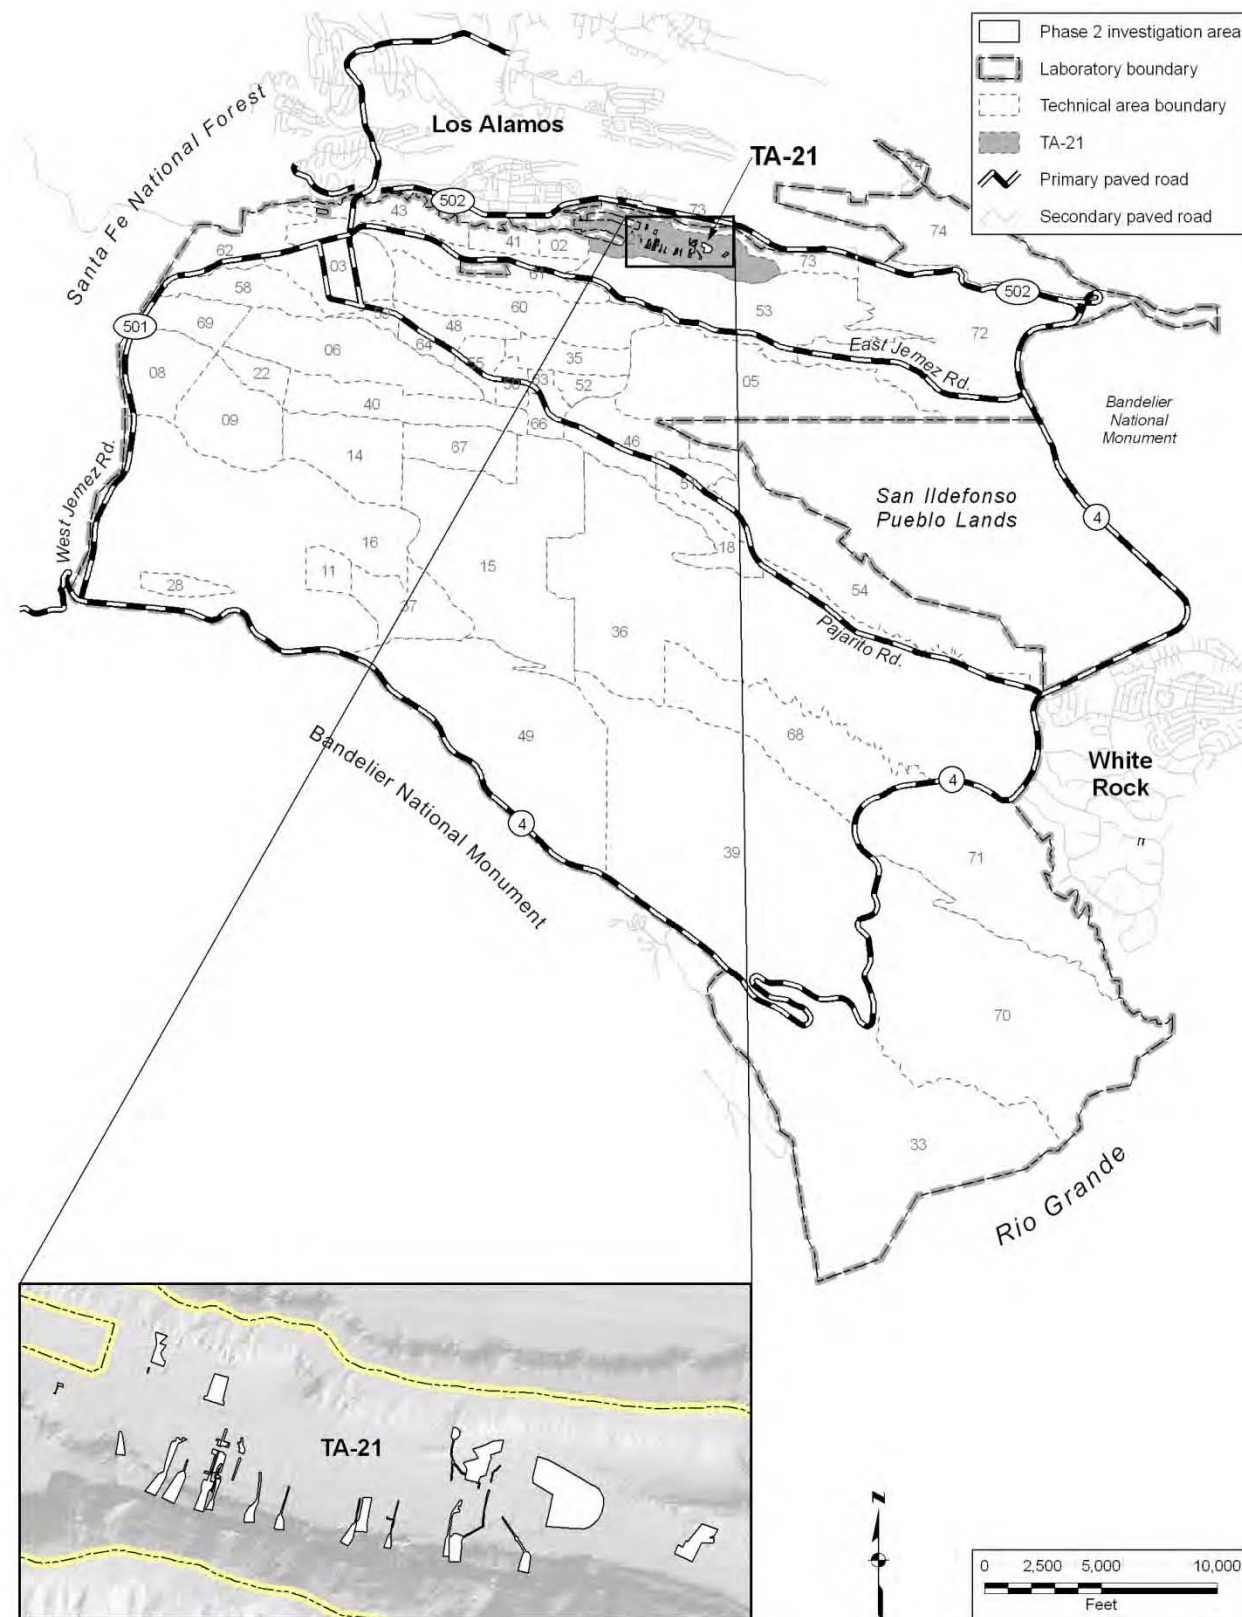 Phase 2 investigation area
Laboratory boundary
Technical area boundary
TA-21
Primary paved road
Secondary paved road
Santa Fe National Forest
Los Alamos
TA-21
74
502
43
73
41
02
62
03
61
73
58
60
53
502
501
72
69
48
64
06
35
East Jemez Rd.
55
08
22
63
52
05
50
40
09
66
Bandelier
National
Monument
46
67
14
51
West Jemez Rd.
San Ildefonso
Pueblo Lands
4
16
18
11
15
28
54
37
36
Pajarito Rd.
49
68
Bandelier National Monument
White
Rock
4
4
39
71
70
33
Rio Grande
TA-21
N
0 2,500 5,000 10,000
Feet